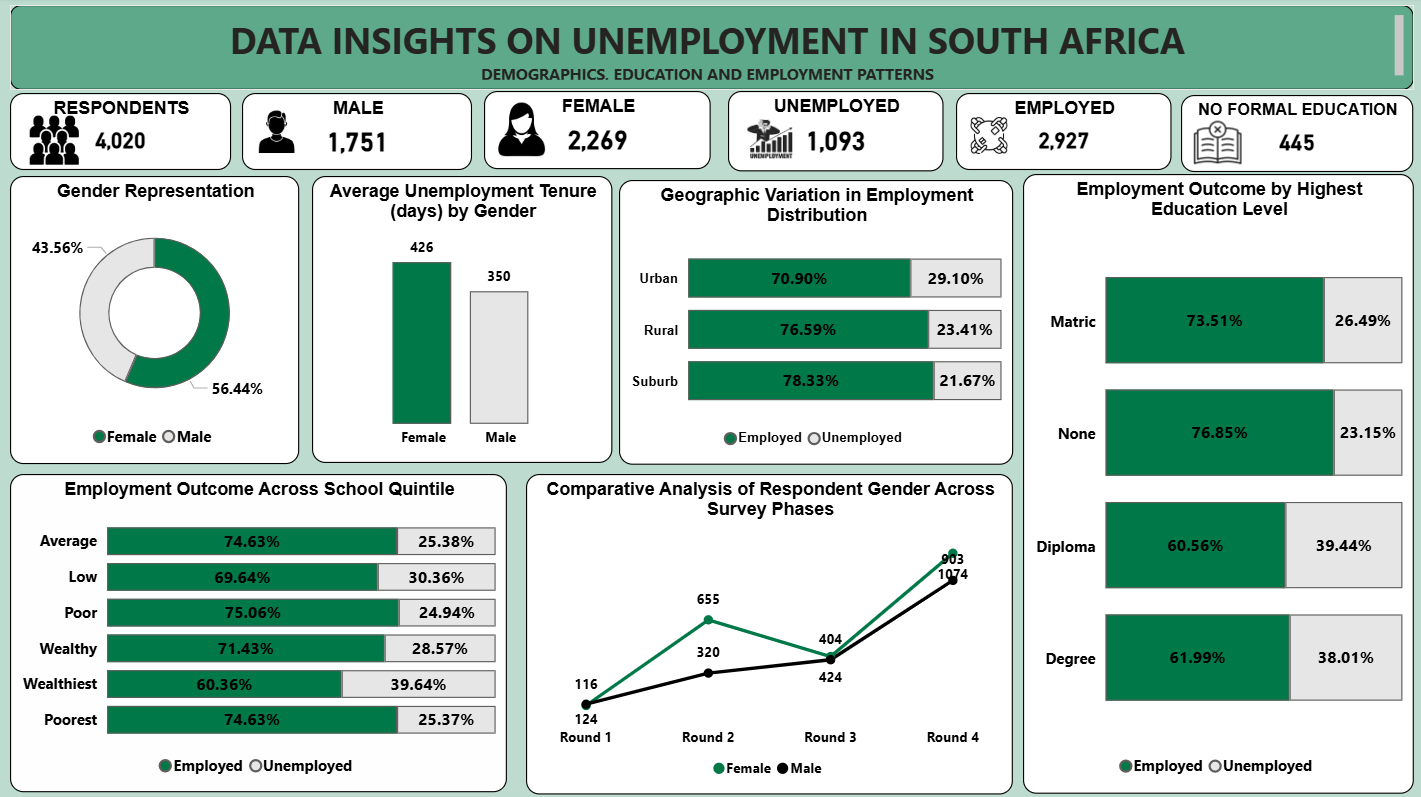 DATA INSIGHTS ON UNEMPLOYMENT IN SOUTH AFRICA
DEMOGRAPHICS. EDUCATION AND EMPLOYMENT PATTERNS
RESPONDENTS
4,020
MALE
1,751
FEMALE
2,269
UNEMPLOYED
UNEMPLOYMENT
1,093
EMPLOYED
2,927
NO FORMAL EDUCATION
445
Gender Representation
43.56%
56.44%
Female Male
Average Unemployment Tenure
(days) by Gender
426
350
Female Male
Geographic Variation in Employment
Distribution
Urban 70.90% 29.10%
Rural 76.59% 23.41%
Suburb 78.33% 21.67%
Employed Unemployed
Employment Outcome by Highest
Education Level
Matric 73.51% 26.49%
None 76.85% 23.15%
Diploma 60.56% 39.44%
Degree 61.99% 38.01%
Employed Unemployed
Employment Outcome Across School Quintile
Average 74.63% 25.38%
Low 69.64% 30.36%
Poor 75.06% 24.94%
Wealthy 71.43% 28.57%
Wealthiest 60.36% 39.64%
Poorest 74.63% 25.37%
Employed Unemployed
Comparative Analysis of Respondent Gender Across
Survey Phases
903
1074
655
404
320
424
116
124
Round 1 Round 2 Round 3 Round 4
Female Male